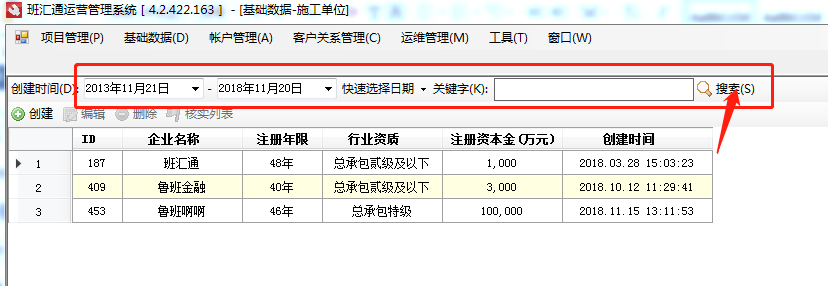 班汇通运营管理系统 [ 4.2.422.163 ] - [基础数据-施工单位]
项目管理(P) 基础数据(D) 帐户管理(A) 客户关系管理(C) 运维管理(M) 工具(T) 窗口(W)
创建时间(D): 2013年11月21日 - 2018年11月20日 快速选择日期 关键字(K): 搜索(S)
创建 编辑 删除 核实列表
ID 企业名称 注册年限 行业资质 注册资本金(万元) 创建时间
1 187 班汇通 48年 总承包贰级及以下 1,000 2018.03.28 15:03:23
2 409 鲁班金融 40年 总承包贰级及以下 3,000 2018.10.12 11:29:41
3 453 鲁班啊啊 46年 总承包特级 100,000 2018.11.15 13:11:53